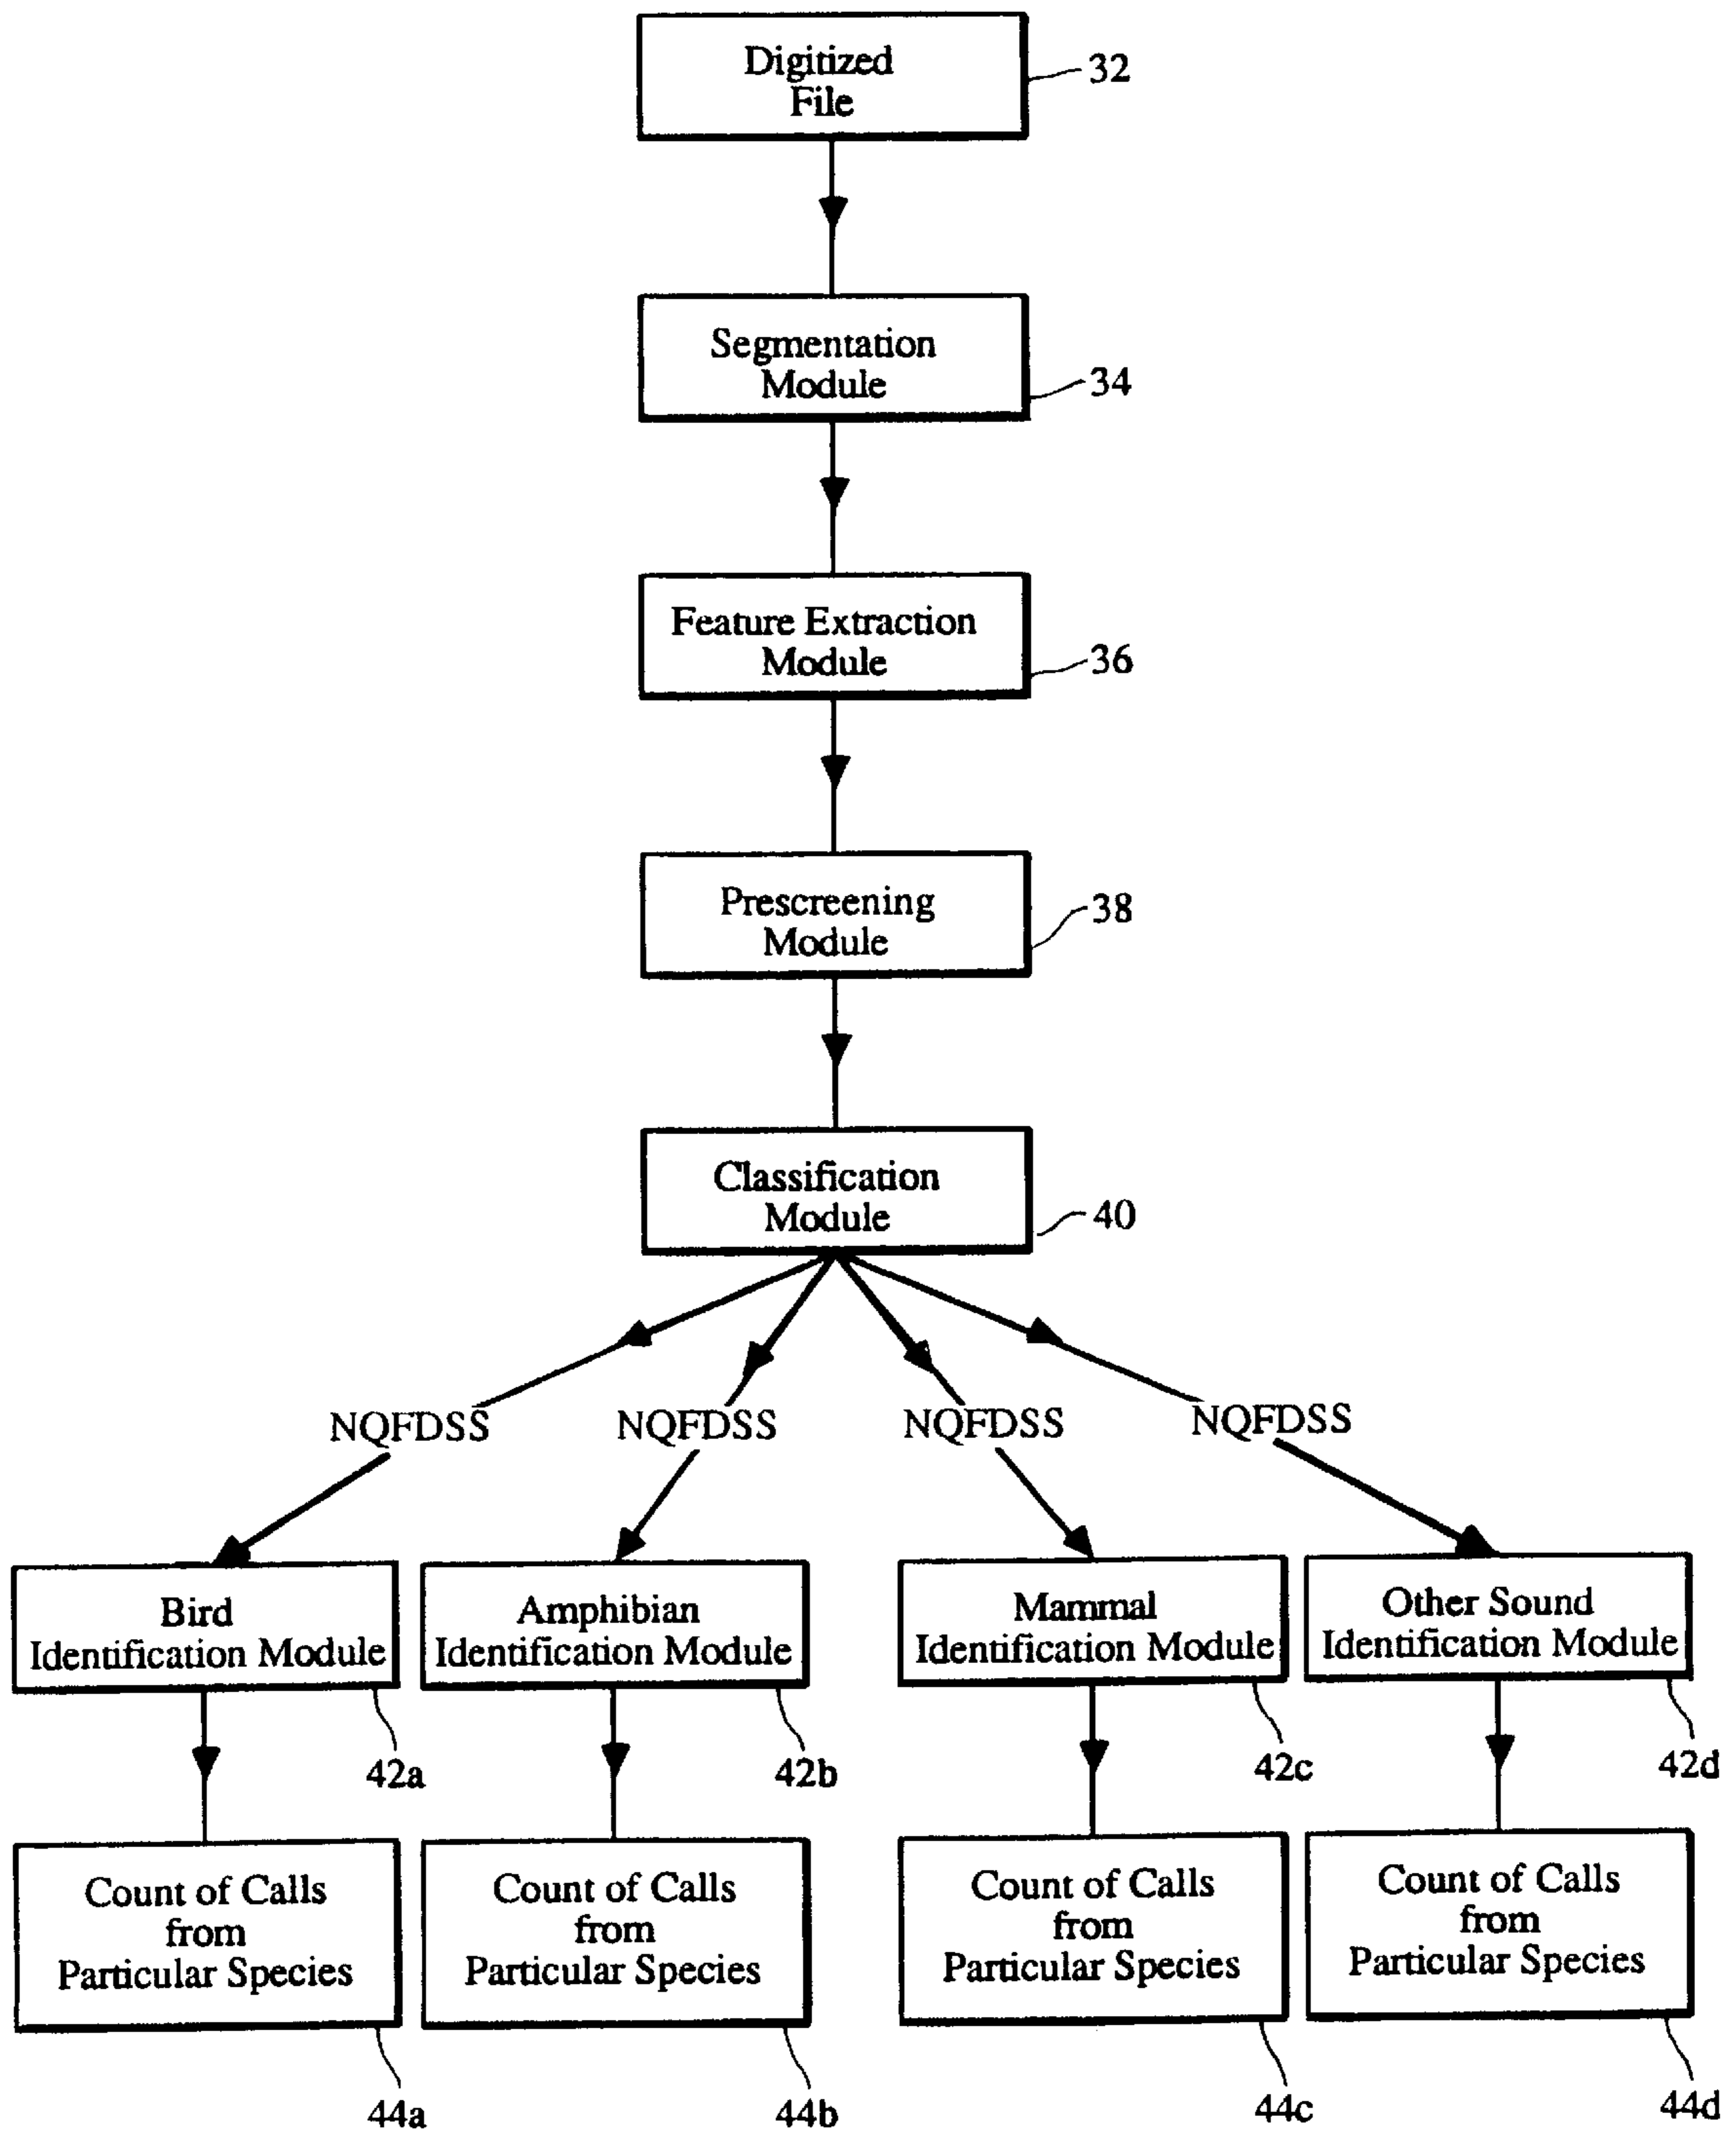 Digitized
File
32
Segmentation
Module
34
Feature Extraction
Module
36
Prescreening
Module
38
Classification
Module
40
NQFDSS
NQFDSS
NQFDSS
NQFDSS
Bird
Identification Module
42a
Amphibian
Identification Module
42b
Mammal
Identification Module
42c
Other Sound
Identification Module
42d
Count of Calls
from
Particular Species
44a
Count of Calls
from
Particular Species
44b
Count of Calls
from
Particular Species
44c
Count of Calls
from
Particular Species
44d